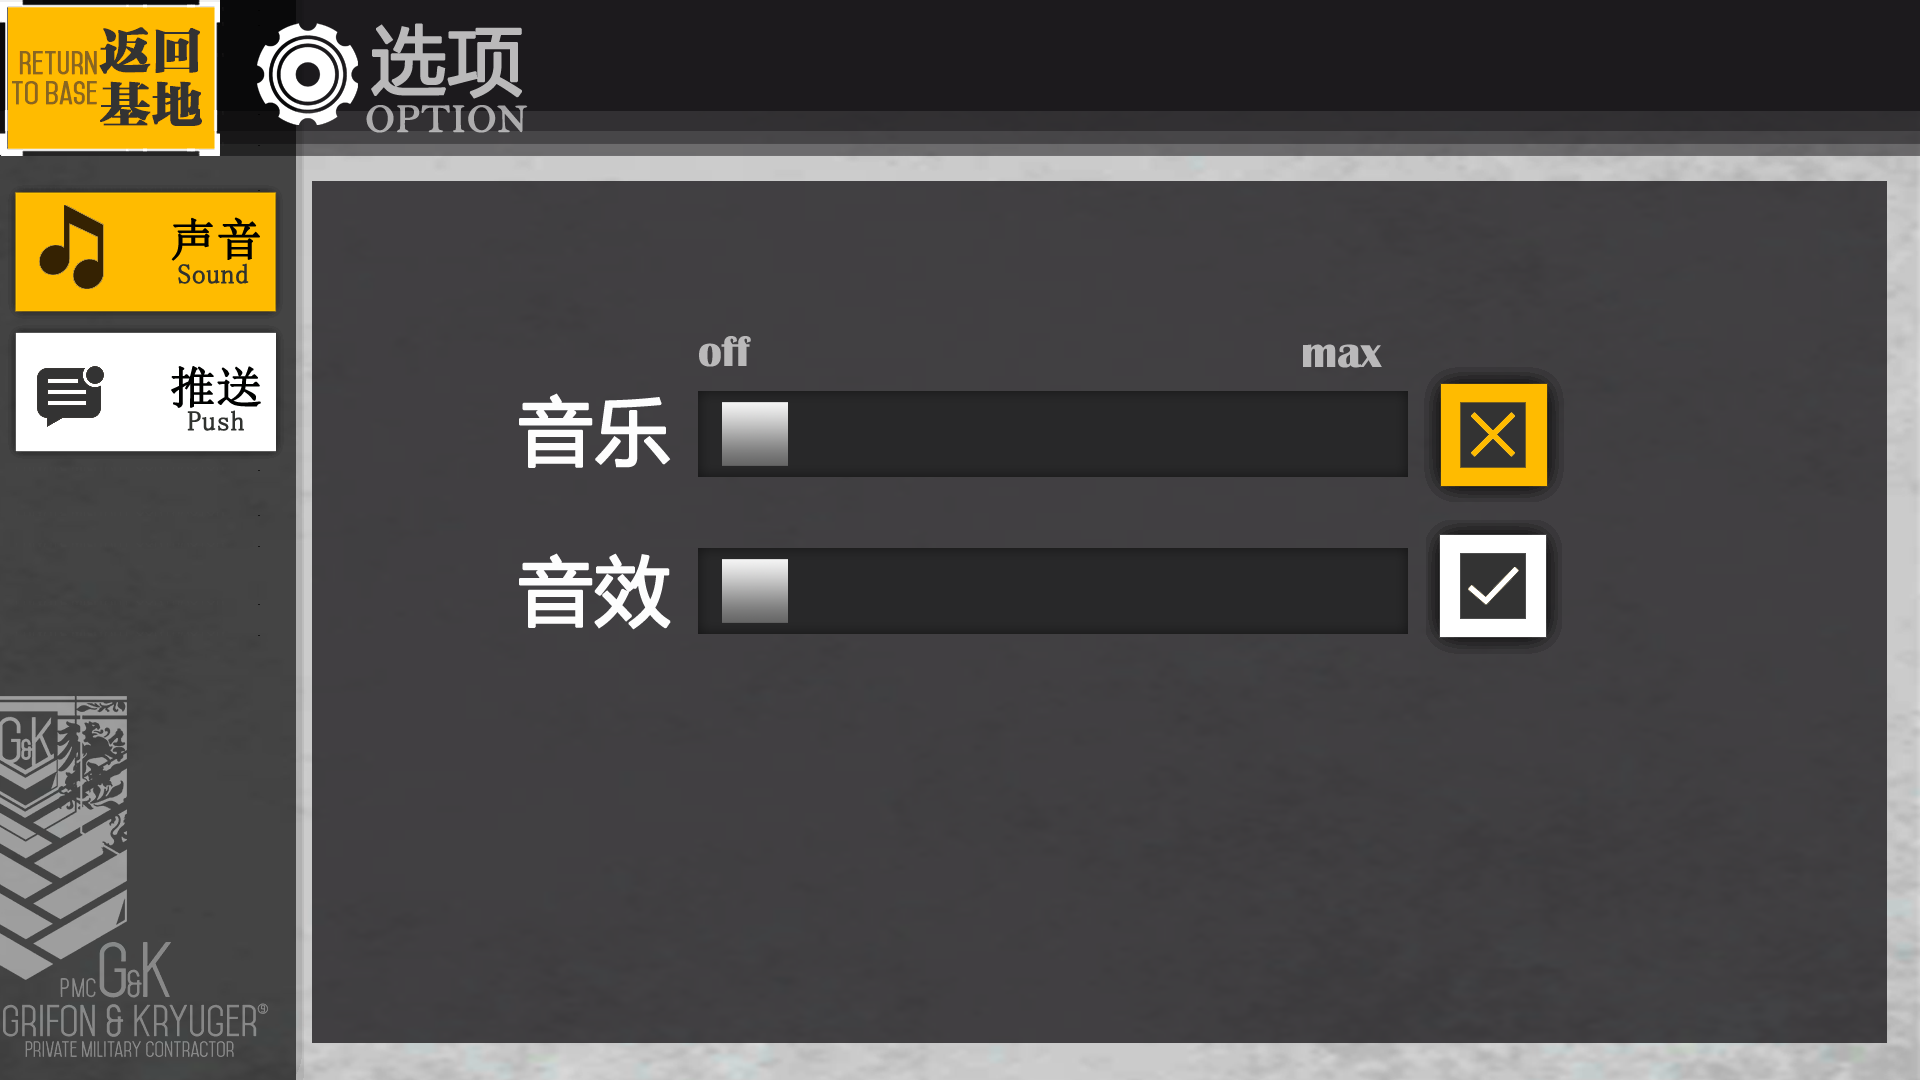 RETURN
TO BASE
返回
基地
选项
OPTION
声音
Sound
推送
Push
off
max
音乐
音效
G&K
PMC G&K
GRIFON & KRYUGER®
PRIVATE MILITARY CONTRACTOR